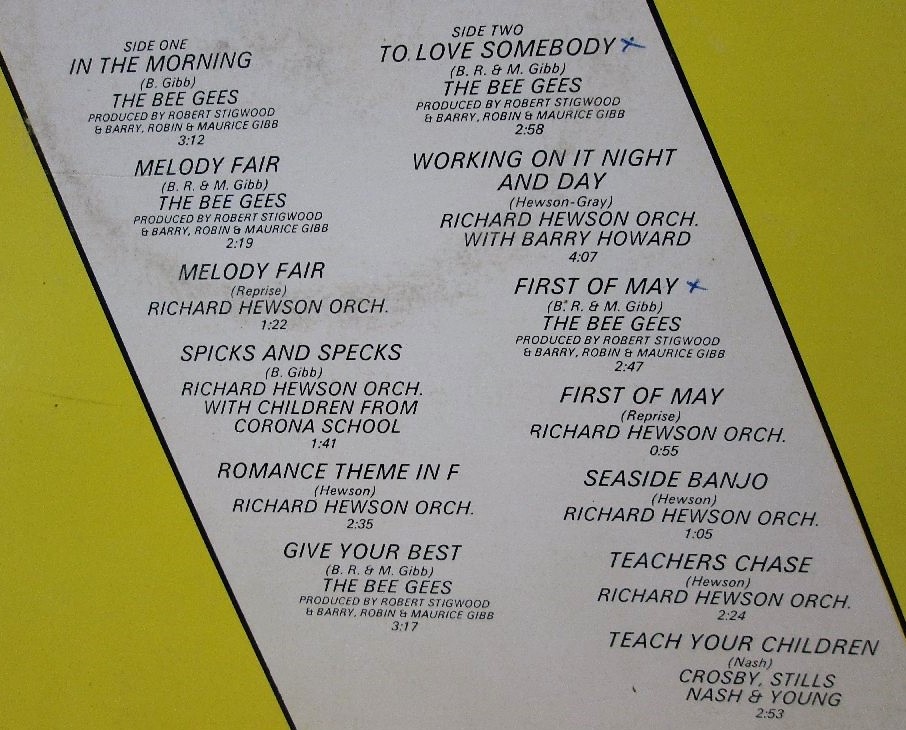 SIDE ONE
IN THE MORNING
(B. Gibb)
THE BEE GEES
PRODUCED BY ROBERT STIGWOOD
& BARRY, ROBIN & MAURICE GIBB
3:12
MELODY FAIR
(B. R. & M. Gibb)
THE BEE GEES
PRODUCED BY ROBERT STIGWOOD
& BARRY, ROBIN & MAURICE GIBB
2:19
MELODY FAIR
(Reprise)
RICHARD HEWSON ORCH.
1:22
SPICKS AND SPECKS
(B. Gibb)
RICHARD HEWSON ORCH.
WITH CHILDREN FROM
CORONA SCHOOL
1:41
ROMANCE THEME IN F
(Hewson)
RICHARD HEWSON ORCH.
2:35
GIVE YOUR BEST
(B. R. & M. Gibb)
THE BEE GEES
PRODUCED BY ROBERT STIGWOOD
& BARRY, ROBIN & MAURICE GIBB
3:17
SIDE TWO
TO LOVE SOMEBODY
(B. R. & M. Gibb)
THE BEE GEES
PRODUCED BY ROBERT STIGWOOD
& BARRY, ROBIN & MAURICE GIBB
2:58
WORKING ON IT NIGHT
AND DAY
(Hewson-Gray)
RICHARD HEWSON ORCH.
WITH BARRY HOWARD
4:07
FIRST OF MAY
(B. R. & M. Gibb)
THE BEE GEES
PRODUCED BY ROBERT STIGWOOD
& BARRY, ROBIN & MAURICE GIBB
2:47
FIRST OF MAY
(Reprise)
RICHARD HEWSON ORCH.
0:55
SEASIDE BANJO
(Hewson)
RICHARD HEWSON ORCH.
1:05
TEACHERS CHASE
(Hewson)
RICHARD HEWSON ORCH.
2:24
TEACH YOUR CHILDREN
(Nash)
CROSBY, STILLS
NASH & YOUNG
2:53